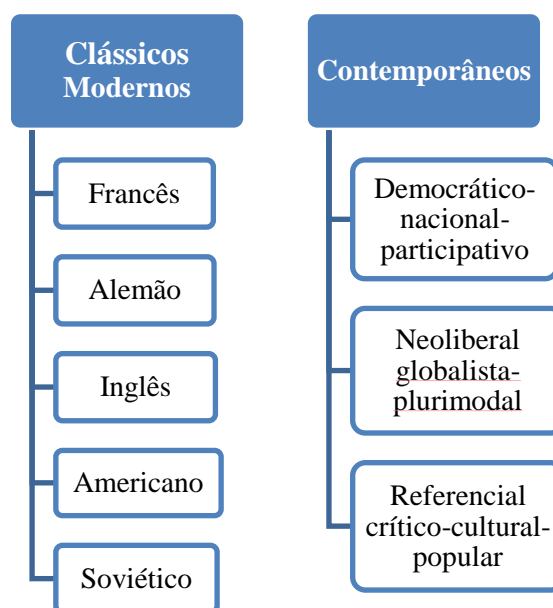 Clássicos
Modernos
Francês
Alemão
Inglês
Americano
Soviético
Contemporâneos
Democrático-
nacional-
participativo
Neoliberal
globalista-
plurimodal
Referencial
crítico-cultural-
popular